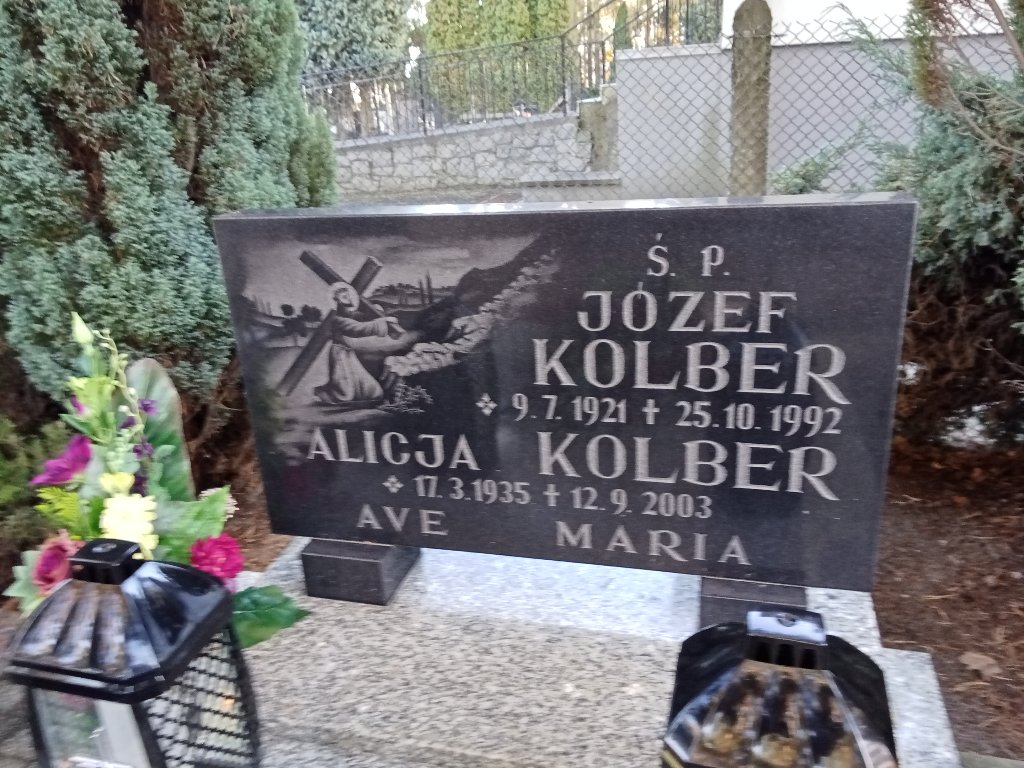 Ś. P.
JÓZEF
KOLBER
9. 7. 1921 † 25. 10. 1992
ALICJA KOLBER
17. 3. 1935 † 12. 9. 2003
AVE MARIA